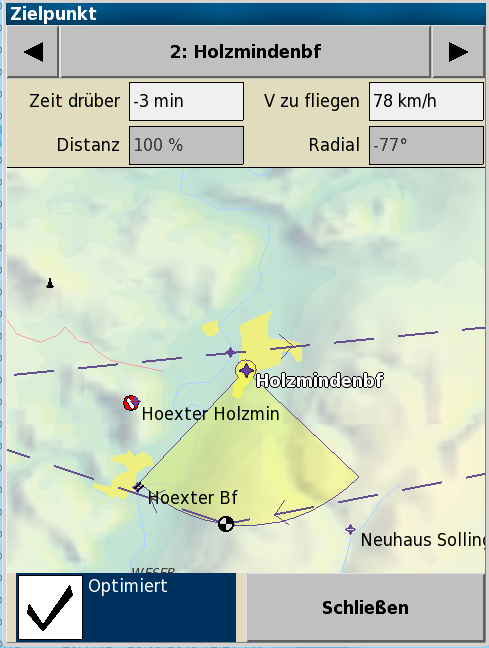 Zielpunkt
2: Holzmindenbf
Zeit drüber -3 min V zu fliegen 78 km/h
Distanz 100 % Radial -77°
Holzmindenbf
Hoexter Holzmin
Hoexter Bf
Neuhaus Solling
WESER
Optimiert
Schließen